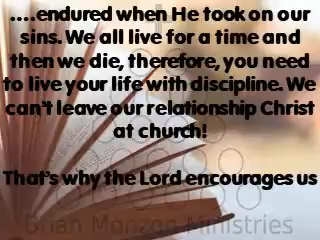 ....endured when He took on our
sins. We all live for a time and
then we die, therefore, you need
to live your life with discipline. We
can't leave our relationship Christ
at church!
That's why the Lord encourages us
Brian Monzon Ministries